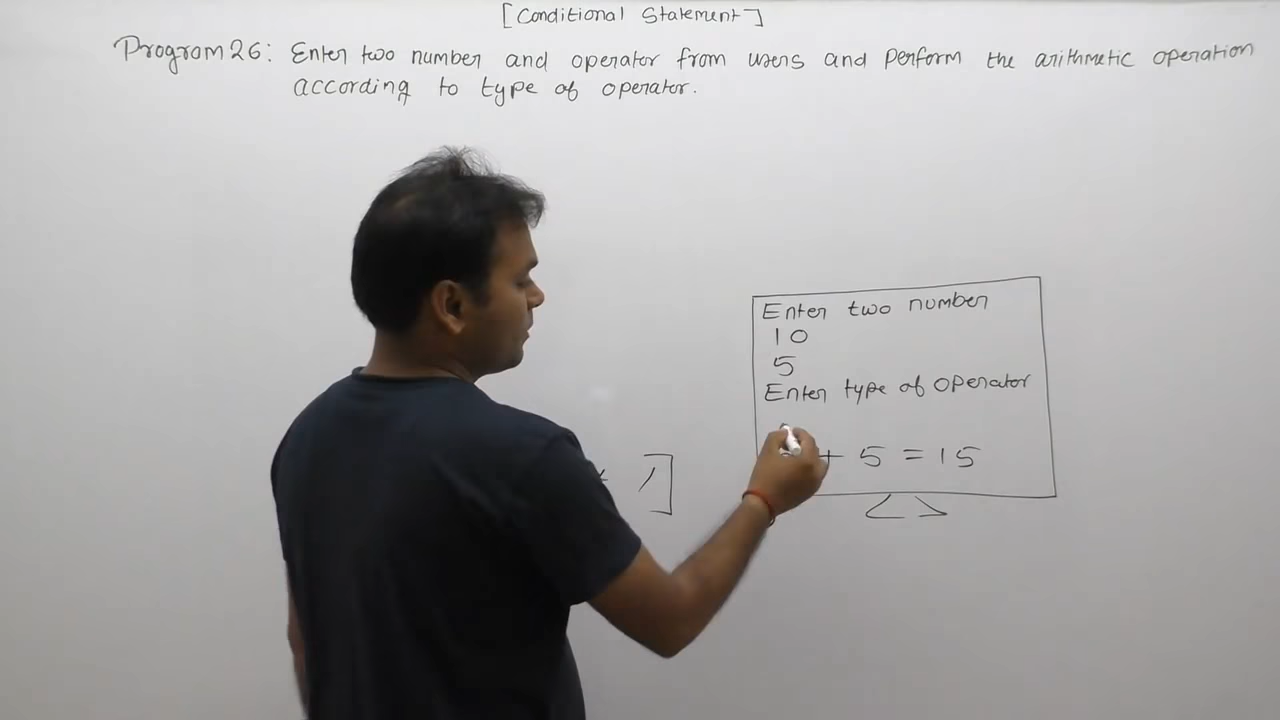 [Conditional Statement]
Program 26: Enter two number and operator from users and perform the arithmetic operation
according to type of operator.
Enter two number
10
5
Enter type of operator
+ 5 = 15
/]
< >